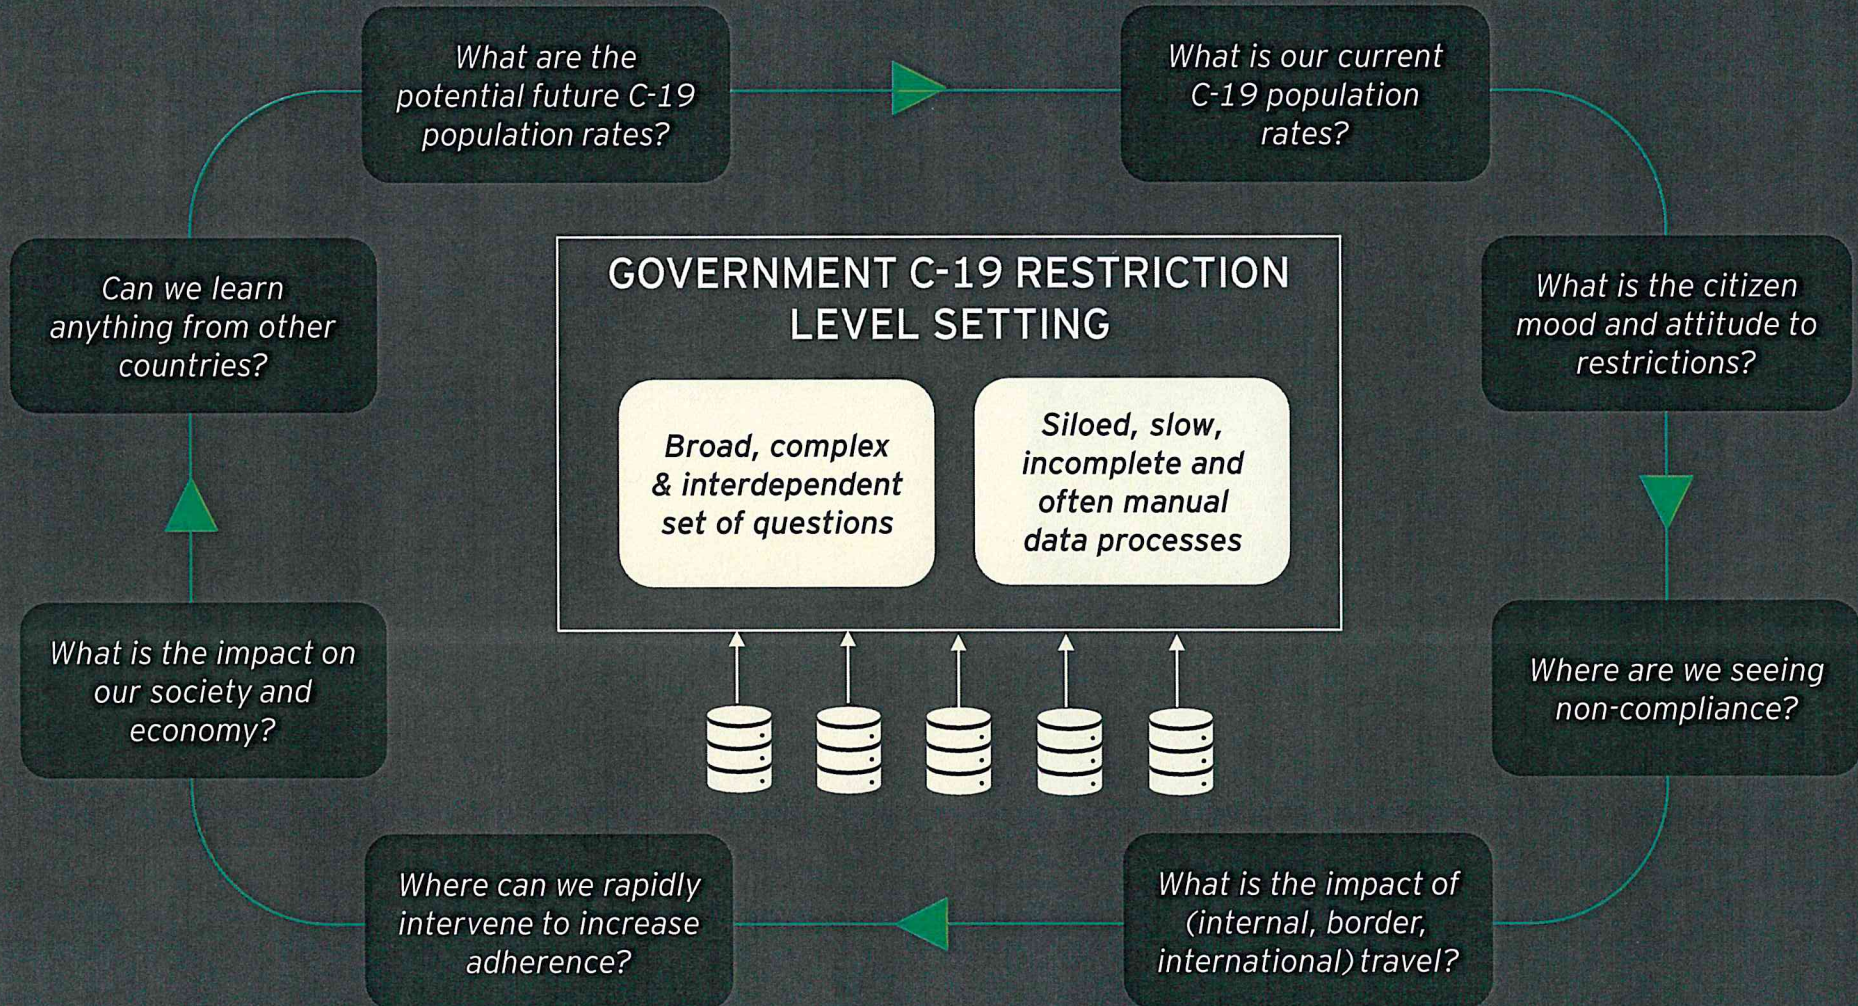 What are the
potential future C-19
population rates?
What is our current
C-19 population
rates?
Can we learn
anything from other
countries?
GOVERNMENT C-19 RESTRICTION
LEVEL SETTING
What is the citizen
mood and attitude to
restrictions?
Broad, complex
& interdependent
set of questions
Siloed, slow,
incomplete and
often manual
data processes
What is the impact on
our society and
economy?
Where are we seeing
non-compliance?
Where can we rapidly
intervene to increase
adherence?
What is the impact of
(internal, border,
international) travel?